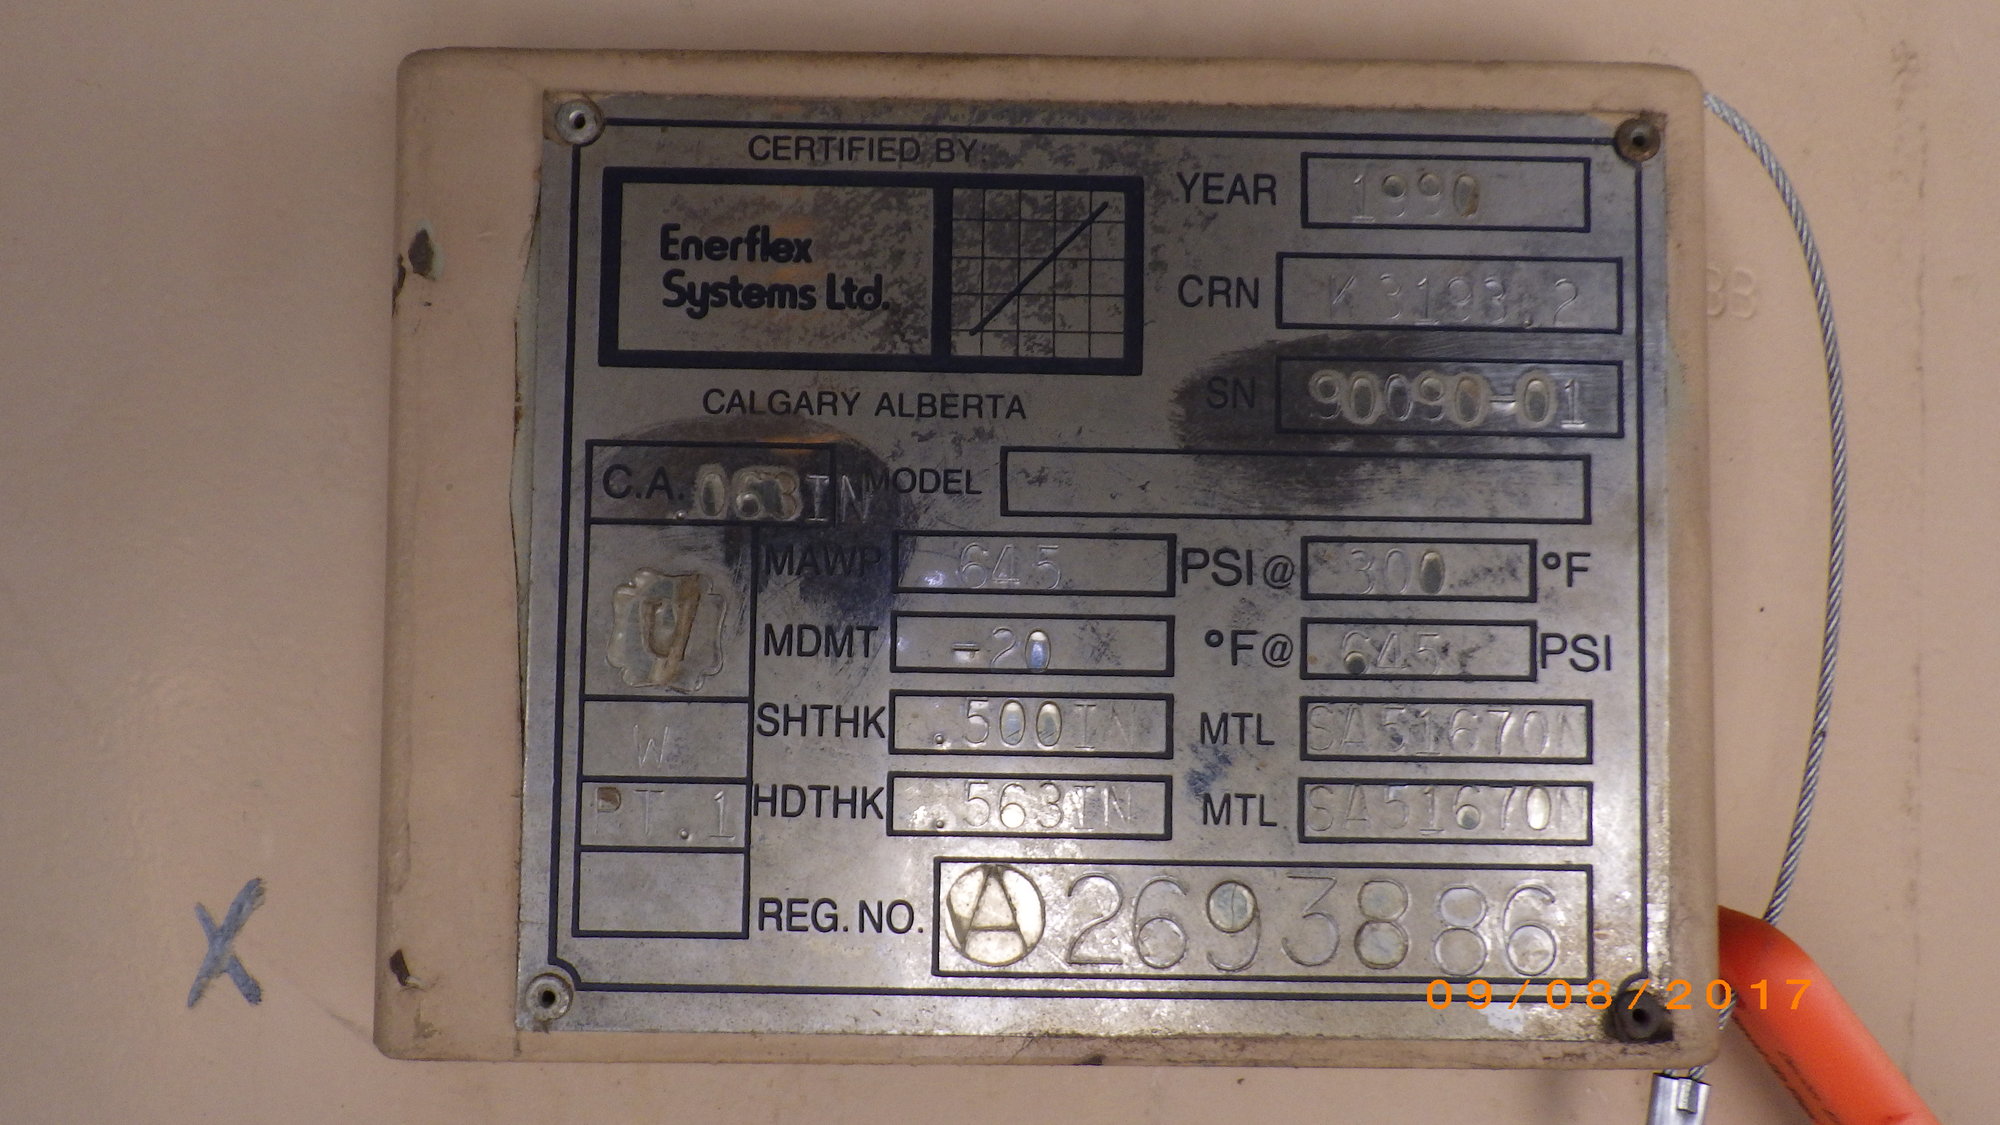 CERTIFIED BY:
Enerflex
Systems Ltd.
CALGARY ALBERTA
YEAR 1990
CRN K3193.2
SN 90090-01
C.A. .063IN MODEL
MAWP 645 PSI@ 300 °F
U
MDMT -20 °F@ 645 PSI
W
SHTHK .500IN MTL SA51670N
PT.1
HDTHK .563IN MTL SA51670N
REG. NO. A 2693886
X
09/08/2017